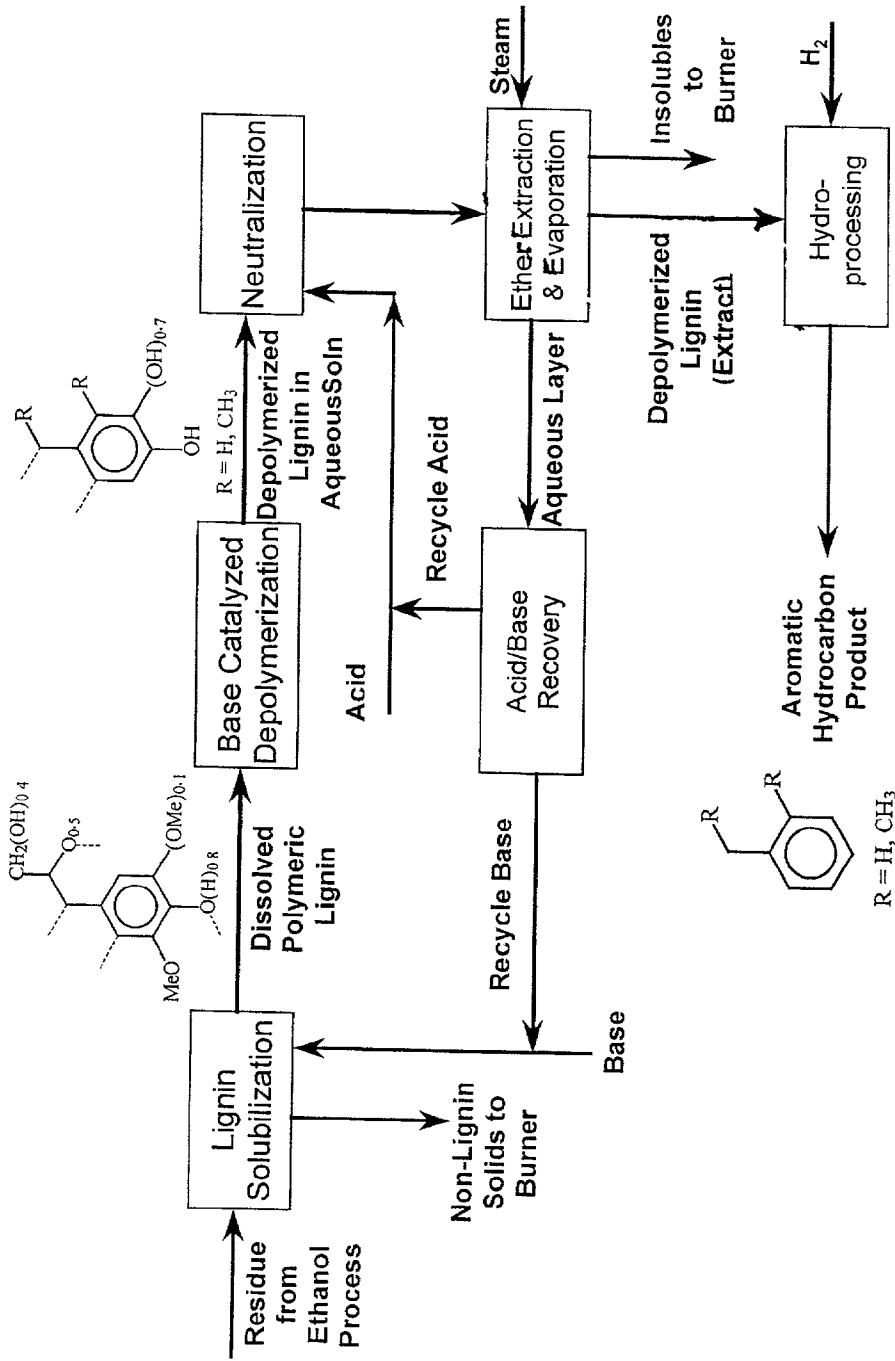 Residue
from
Ethanol
Process
Lignin
Solubilization
Non-Lignin
Solids to
Burner
Base
Recycle Base
CH₂(OH)₀.₄
O₀.₅
(OMe)₀.₁
O(H)₀.₈
MeO
Dissolved
Polymeric
Lignin
Base Catalyzed
Depolymerization
R
R
(OH)₀.₇
OH
R = H, CH₃
Depolymerized
Lignin in
AqueousSoln
Neutralization
Acid
Recycle Acid
Acid/Base
Recovery
Aqueous Layer
Ether Extraction
& Evaporation
Steam
Insolubles
to
Burner
Depolymerized
Lignin
(Extract)
Hydro-
processing
H₂
Aromatic
Hydrocarbon
Product
R
R
R = H, CH₃